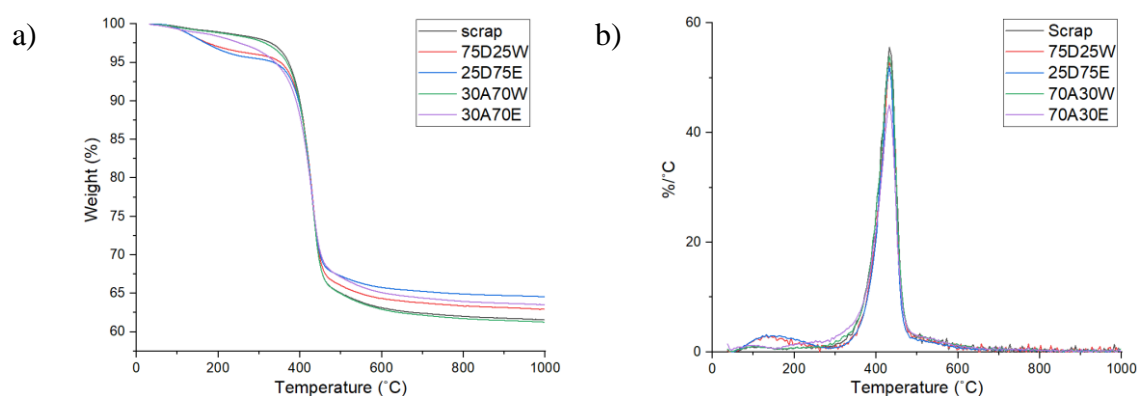 a)
100
95
90
85
80
75
70
65
60
Weight (%)
0
200
400
600
800
1000
Temperature (˚C)
scrap
75D25W
25D75E
30A70W
30A70E
b)
60
40
20
0
%/˚C
0
200
400
600
800
1000
Temperature (˚C)
Scrap
75D25W
25D75E
70A30W
70A30E